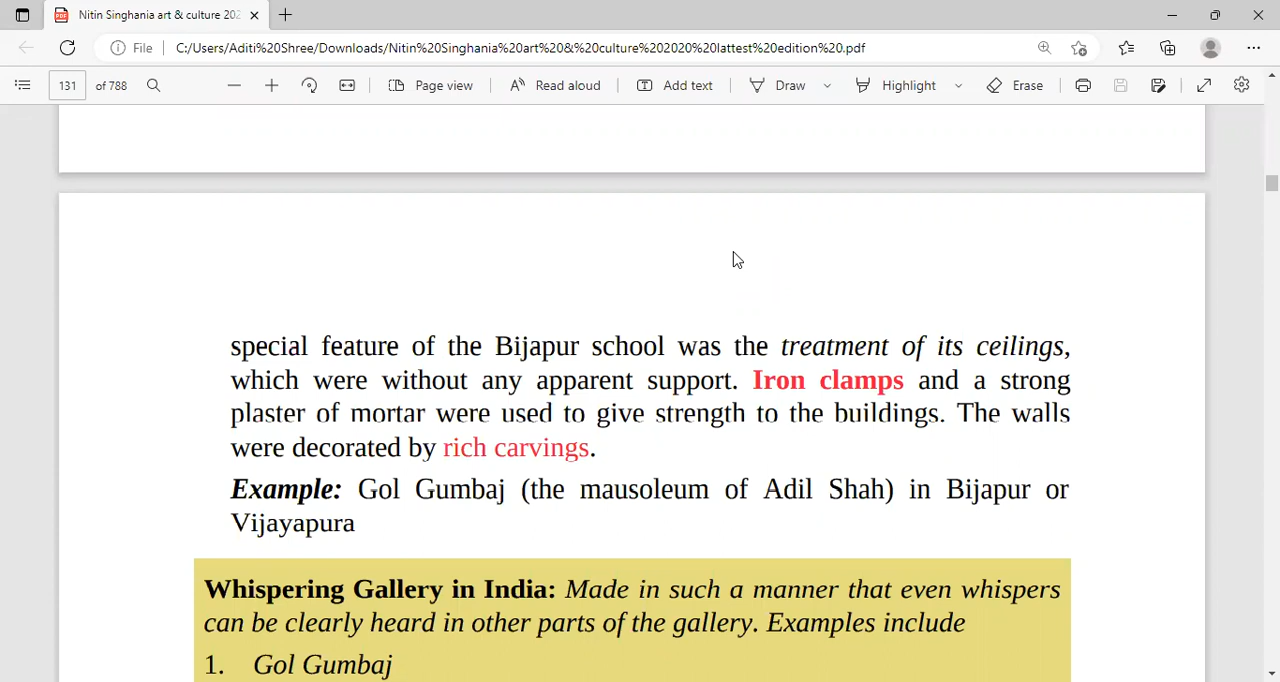 Nitin Singhania art & culture 202
File
C:/Users/Aditi%20Shree/Downloads/Nitin%20Singhania%20art%20&%20culture%202020%20lattest%20edition%20.pdf
131 of 788 Page view Read aloud Add text Draw Highlight Erase
special feature of the Bijapur school was the treatment of its ceilings,
which were without any apparent support. Iron clamps and a strong
plaster of mortar were used to give strength to the buildings. The walls
were decorated by rich carvings.
Example: Gol Gumbaj (the mausoleum of Adil Shah) in Bijapur or
Vijayapura
Whispering Gallery in India: Made in such a manner that even whispers
can be clearly heard in other parts of the gallery. Examples include
1. Gol Gumbaj